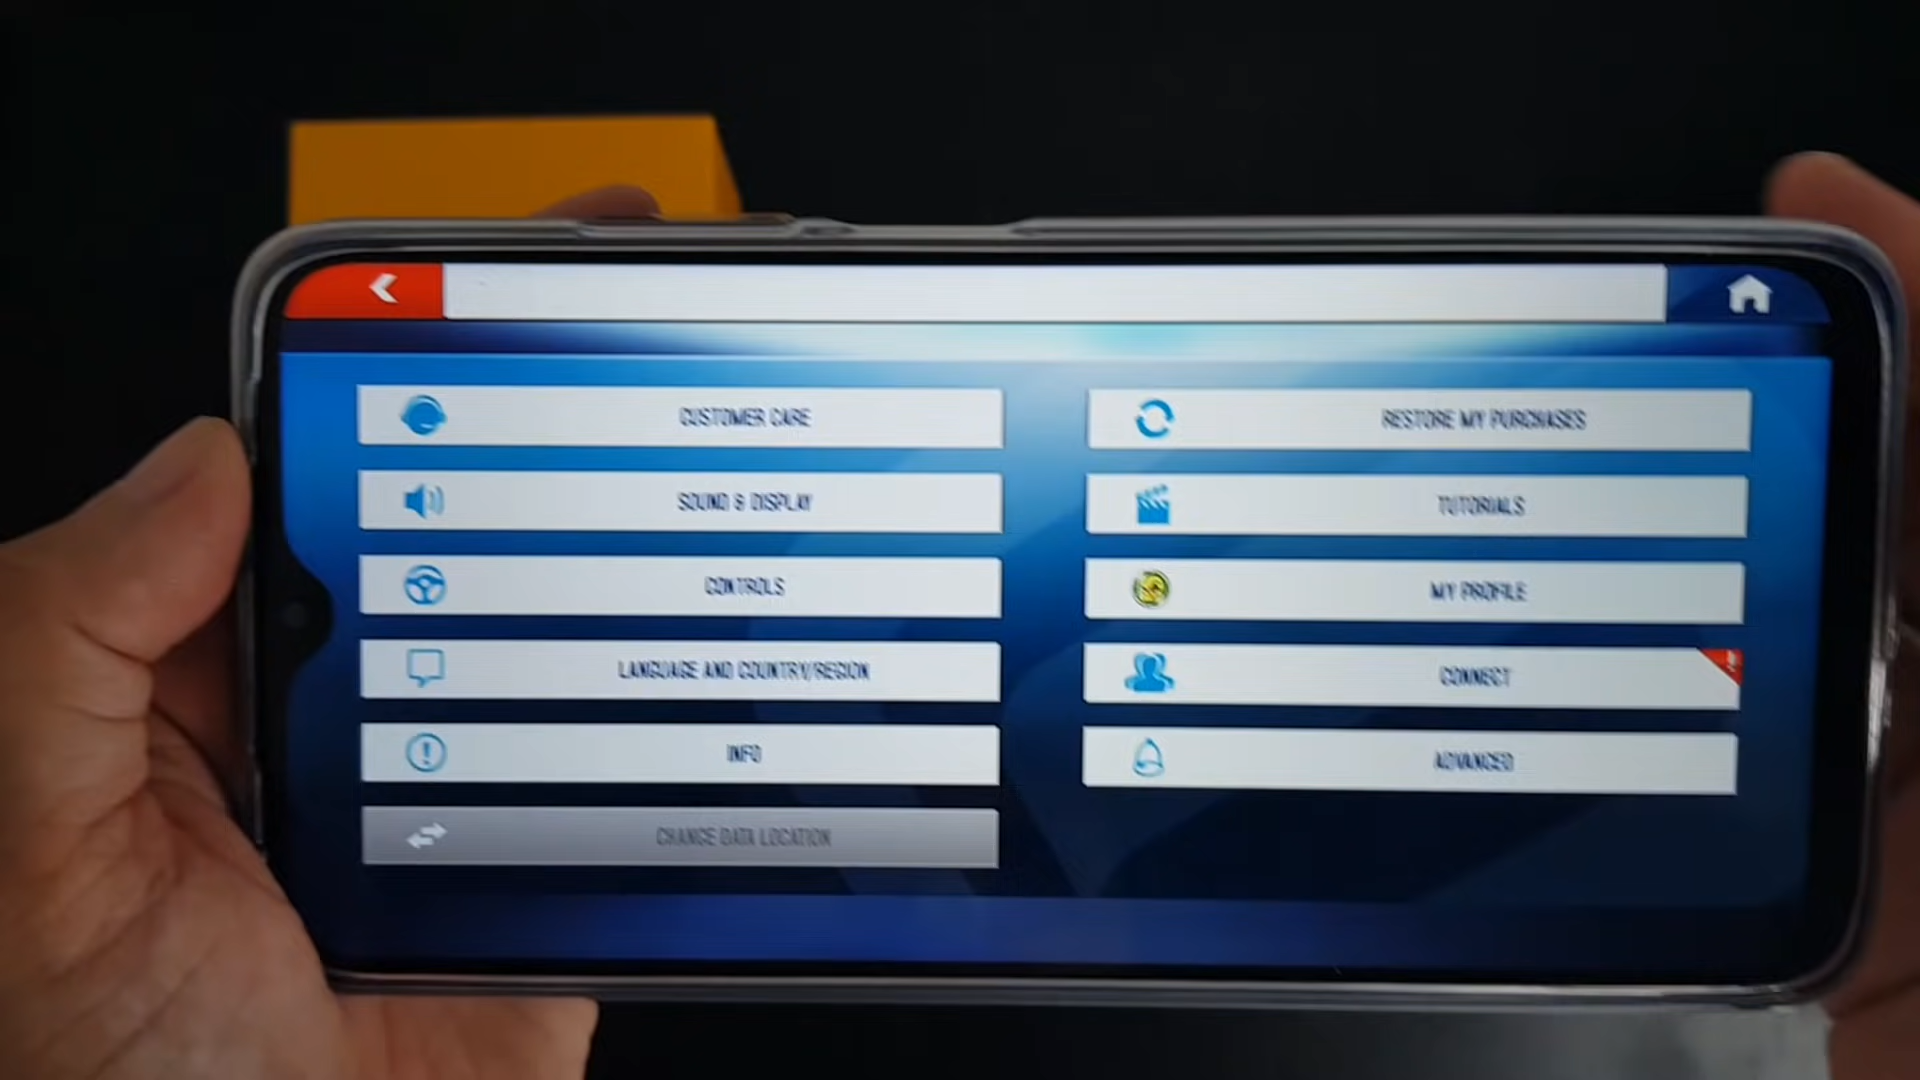 CUSTOMER CARE
SOUND & DISPLAY
CONTROLS
LANGUAGE AND COUNTRY/REGION
INFO
CHANGE DATA LOCATION
RESTORE MY PURCHASES
TUTORIALS
MY PROFILE
CONNECT
ADVANCED